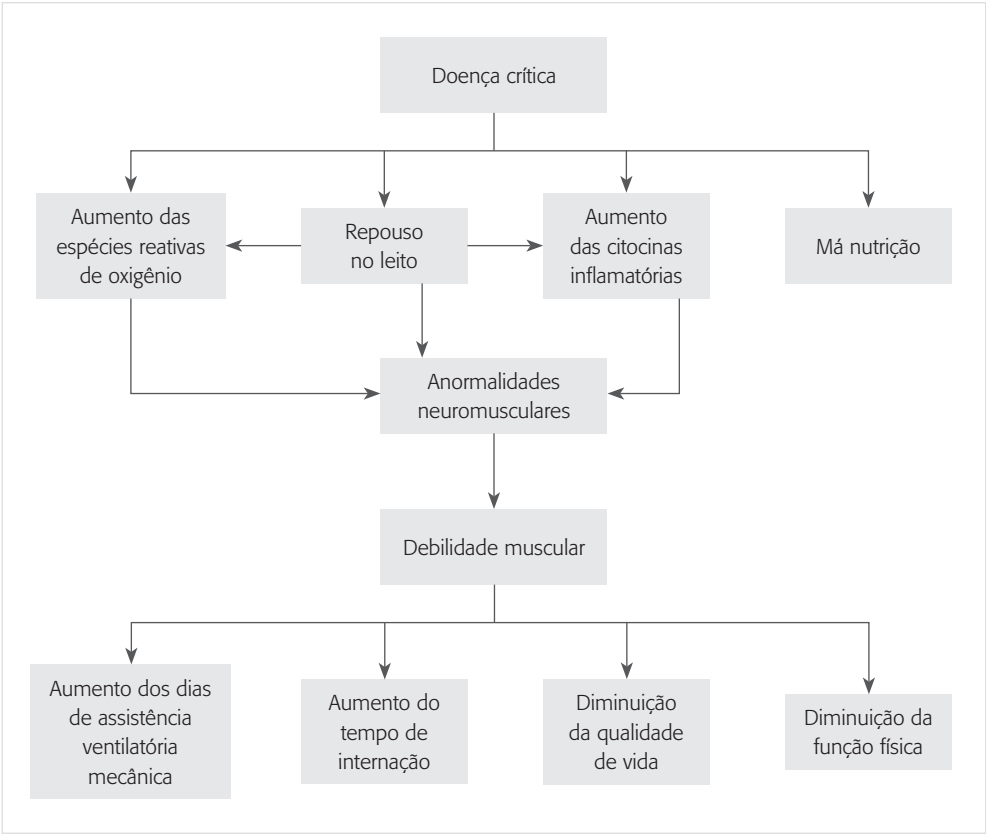 Doença crítica
Aumento das
espécies reativas
de oxigênio
Repouso
no leito
Aumento
das citocinas
inflamatórias
Má nutrição
Anormalidades
neuromusculares
Debilidade muscular
Aumento dos dias
de assistência
ventilatória
mecânica
Aumento do
tempo de
internação
Diminuição
da qualidade
de vida
Diminuição da
função física